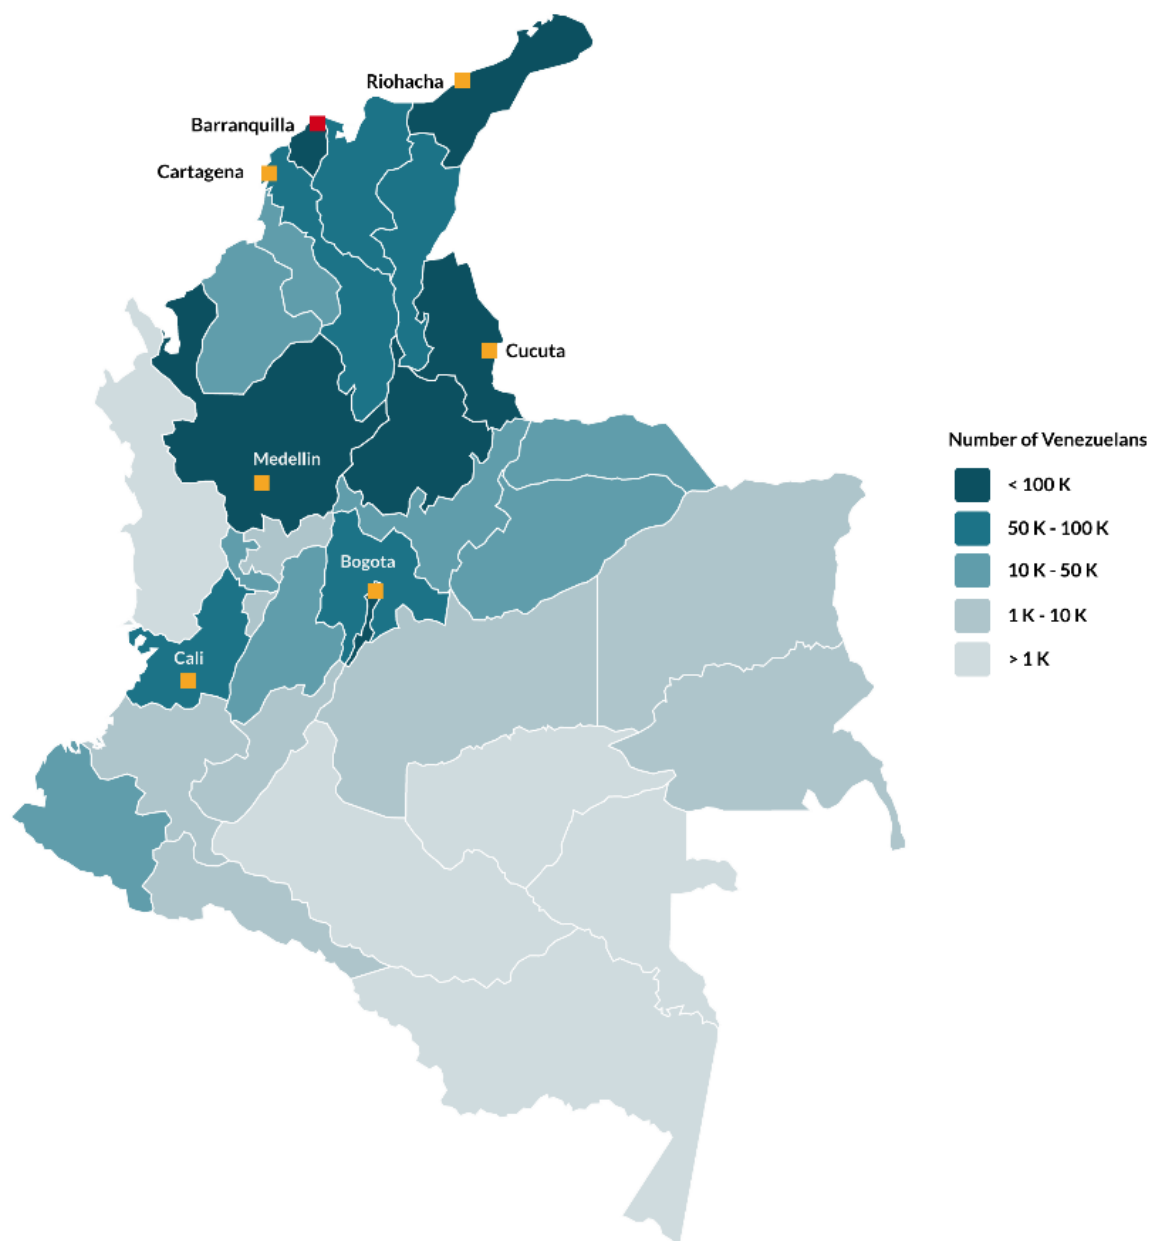 Riohacha
Barranquilla
Cartagena
Cucuta
Medellin
Bogota
Cali
Number of Venezuelans
< 100 K
50 K - 100 K
10 K - 50 K
1 K - 10 K
> 1 K